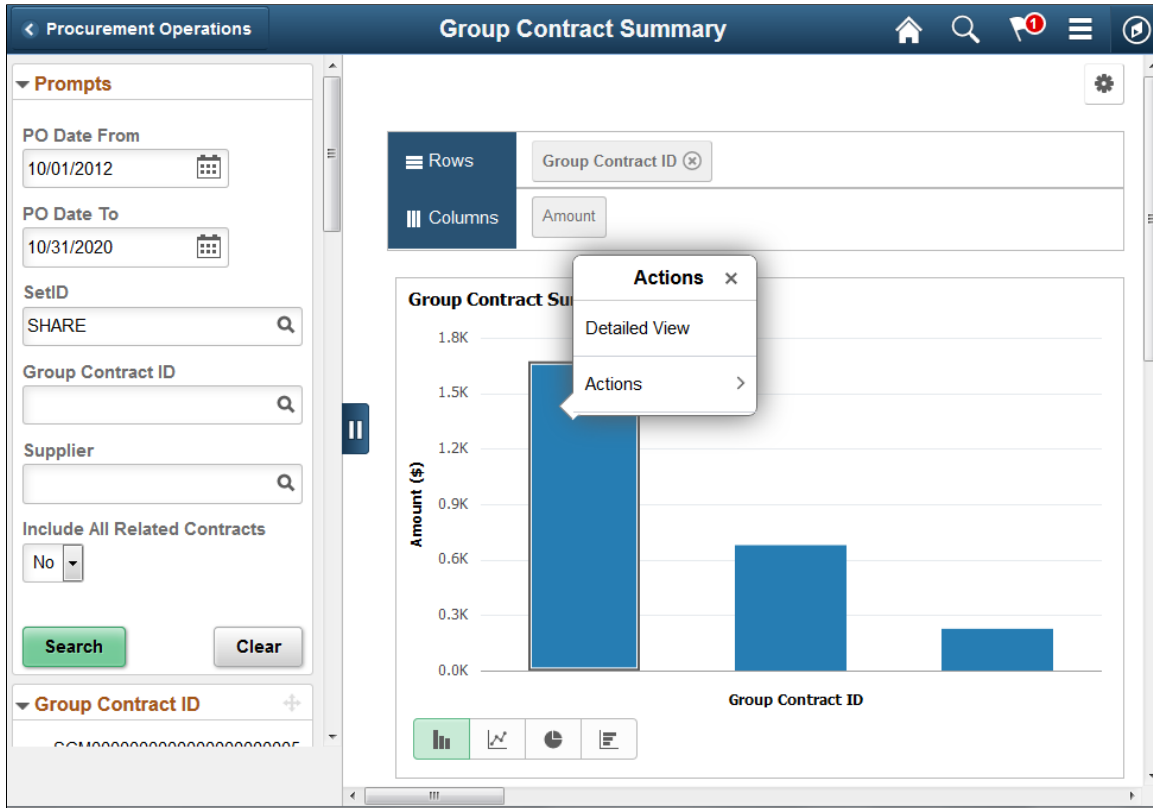 Procurement Operations
Group Contract Summary
1
Prompts
PO Date From
10/01/2012
PO Date To
10/31/2020
SetID
SHARE
Group Contract ID
Supplier
Include All Related Contracts
No
Search
Clear
Group Contract ID
Rows
Group Contract ID
Columns
Amount
Actions
Detailed View
Actions
Group Contract
1.8K
1.5K
1.2K
0.9K
0.6K
0.3K
0.0K
Amount ($)
Group Contract ID